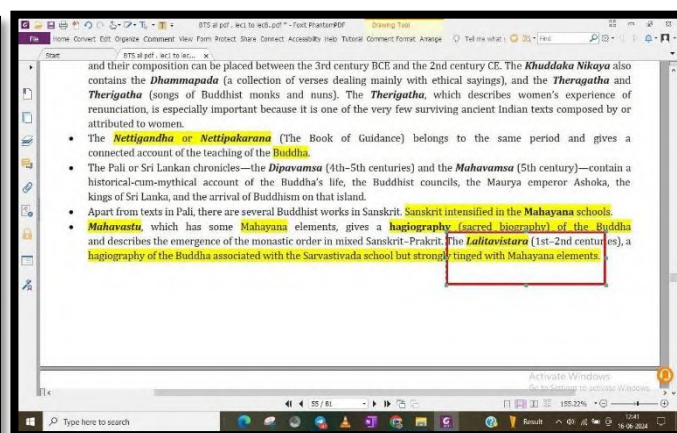 BTS al pdf . lec1 to lec8. pdf * - Foxit PhantomPDF
Drawing Tool
File Home Convert Edit Organize Comment View Form Protect Share Connect Accessibility Help Tutorial Comment Format Arrange Tell me what Find
Start BTS al pdf . lec1 to lec...
and their composition can be placed between the 3rd century BCE and the 2nd century CE. The Khuddaka Nikaya also
contains the Dhammapada (a collection of verses dealing mainly with ethical sayings), and the Theragatha and
Therigatha (songs of Buddhist monks and nuns). The Therigatha, which describes women's experience of
renunciation, is especially important because it is one of the very few surviving ancient Indian texts composed by or
attributed to women.
• The Nettigandha or Nettipakarana (The Book of Guidance) belongs to the same period and gives a
connected account of the teaching of the Buddha.
• The Pali or Sri Lankan chronicles—the Dipavamsa (4th–5th centuries) and the Mahavamsa (5th century)—contain a
historical-cum-mythical account of the Buddha's life, the Buddhist councils, the Maurya emperor Ashoka, the
kings of Sri Lanka, and the arrival of Buddhism on that island.
• Apart from texts in Pali, there are several Buddhist works in Sanskrit. Sanskrit intensified in the Mahayana schools.
• Mahavastu, which has some Mahayana elements, gives a hagiography (sacred biography) of the Buddha
and describes the emergence of the monastic order in mixed Sanskrit–Prakrit. The Lalitavistara (1st–2nd centuries), a
hagiography of the Buddha associated with the Sarvastivada school but strongly tinged with Mahayana elements.
Activate Windows
Go to Settings to activate Windows.
55 / 81 155.22%
Type here to search Result 12:41
16-06-2024